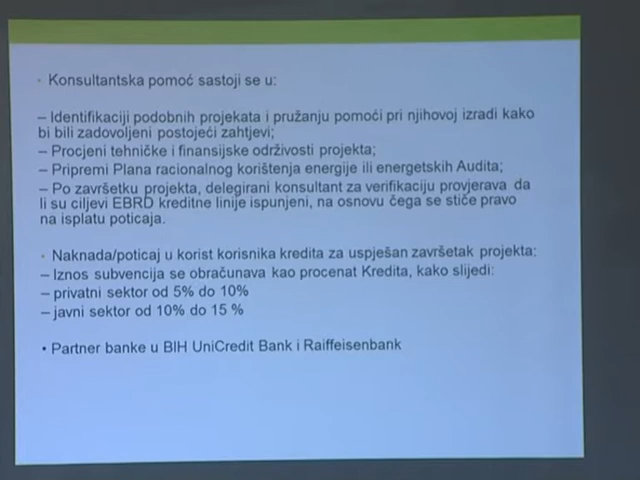 • Konsultantska pomoć sastoji se u:
– Identifikaciji podobnih projekata i pružanju pomoći pri njihovoj izradi kako
bi bili zadovoljeni postojeći zahtjevi;
– Procjeni tehničke i finansijske održivosti projekta;
– Pripremi Plana racionalnog korištenja energije ili energetskih Audita;
– Po završetku projekta, delegirani konsultant za verifikaciju provjerava da
li su ciljevi EBRD kreditne linije ispunjeni, na osnovu čega se stiče pravo
na isplatu poticaja.
• Naknada/poticaj u korist korisnika kredita za uspješan završetak projekta:
– Iznos subvencija se obračunava kao procenat Kredita, kako slijedi:
– privatni sektor od 5% do 10%
– javni sektor od 10% do 15 %
• Partner banke u BIH UniCredit Bank i Raiffeisenbank